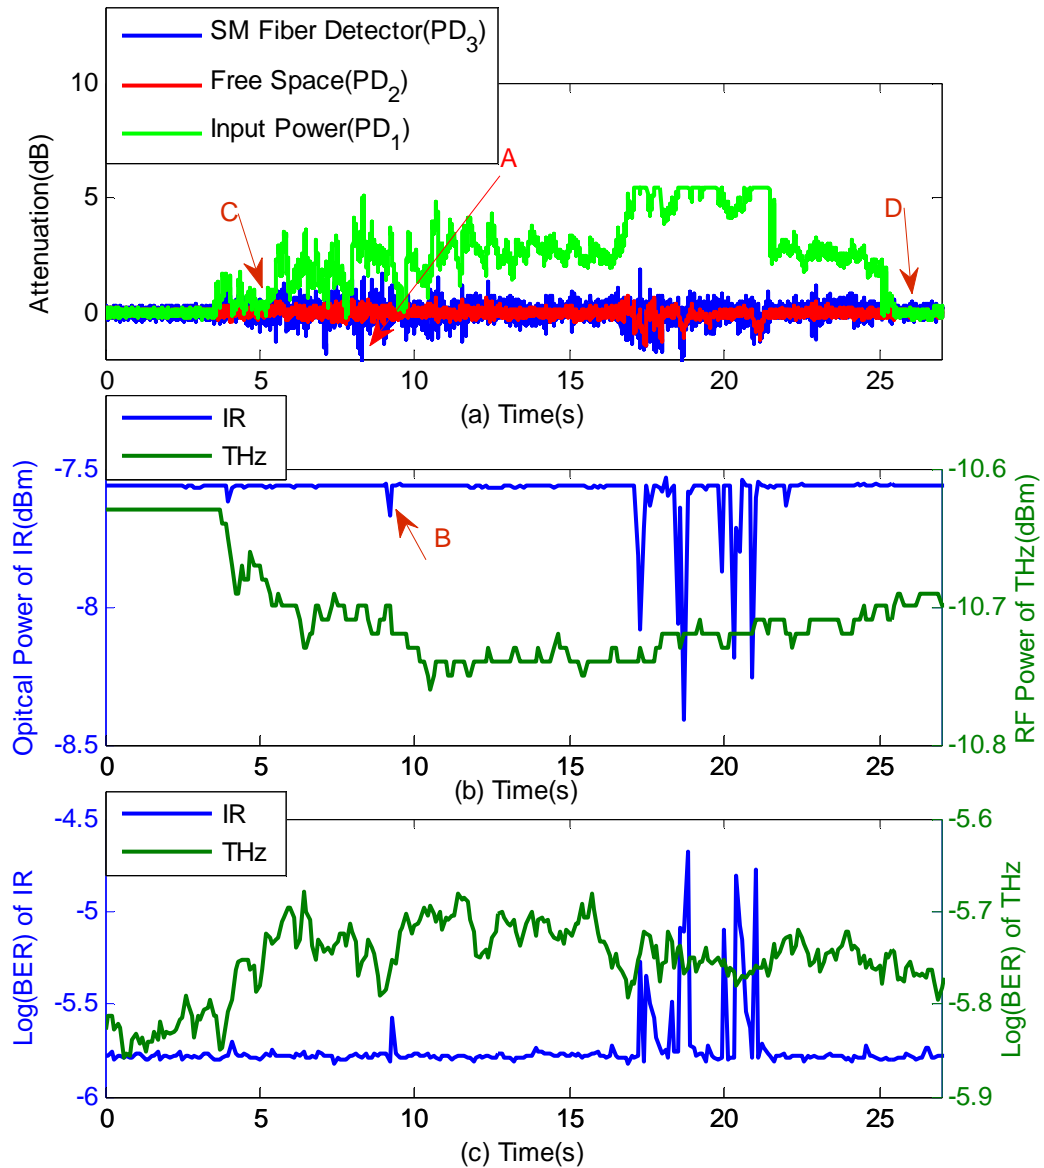 SM Fiber Detector(PD3)
Free Space(PD2)
Input Power(PD1)
10
5
0
Attenuation(dB)
A
C
D
0 5 10 15 20 25
(a) Time(s)
IR
THz
-7.5
-8
-8.5
Opitcal Power of IR(dBm)
B
-10.6
-10.7
-10.8
RF Power of THz(dBm)
0 5 10 15 20 25
(b) Time(s)
IR
THz
-4.5
-5
-5.5
-6
Log(BER) of IR
-5.6
-5.7
-5.8
-5.9
Log(BER) of THz
0 5 10 15 20 25
(c) Time(s)